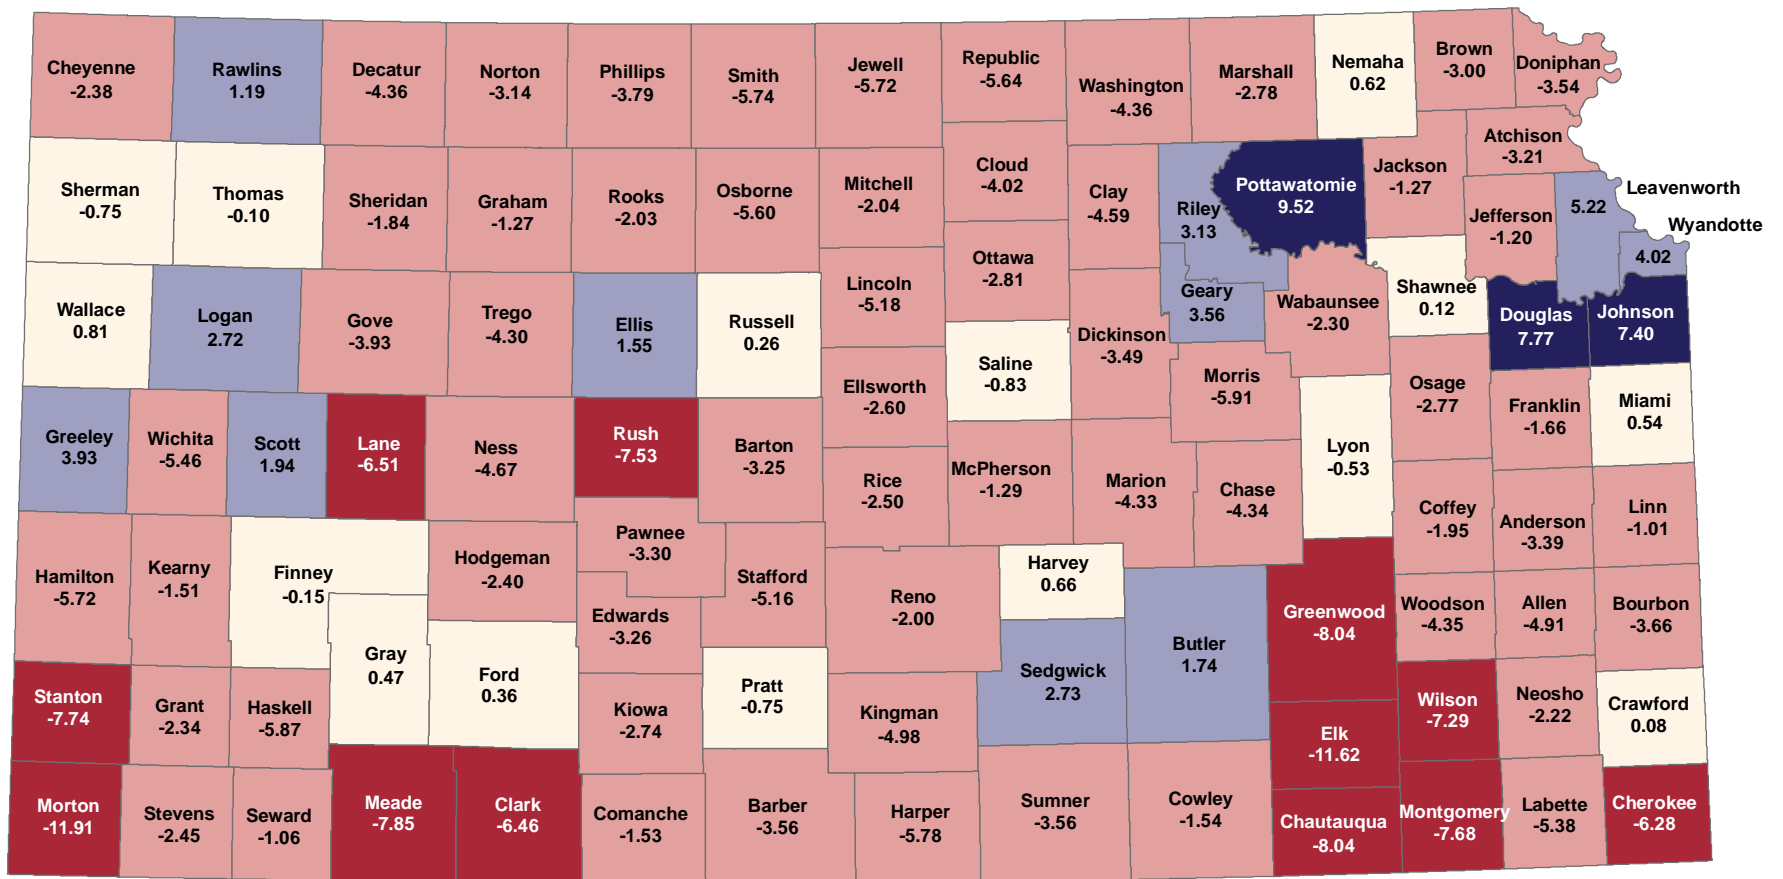 Cheyenne
-2.38
Rawlins
1.19
Decatur
-4.36
Norton
-3.14
Phillips
-3.79
Smith
-5.74
Jewell
-5.72
Republic
-5.64
Washington
-4.36
Marshall
-2.78
Nemaha
0.62
Brown
-3.00
Doniphan
-3.54
Sherman
-0.75
Thomas
-0.10
Sheridan
-1.84
Graham
-1.27
Rooks
-2.03
Osborne
-5.60
Mitchell
-2.04
Cloud
-4.02
Clay
-4.59
Riley
3.13
Pottawatomie
9.52
Jackson
-1.27
Atchison
-3.21
Jefferson
-1.20
Leavenworth
5.22
Wyandotte
4.02
Wallace
0.81
Logan
2.72
Gove
-3.93
Trego
-4.30
Ellis
1.55
Russell
0.26
Lincoln
-5.18
Ottawa
-2.81
Saline
-0.83
Dickinson
-3.49
Geary
3.56
Wabaunsee
-2.30
Shawnee
0.12
Douglas
7.77
Johnson
7.40
Greeley
3.93
Wichita
-5.46
Scott
1.94
Lane
-6.51
Ness
-4.67
Rush
-7.53
Barton
-3.25
Ellsworth
-2.60
Rice
-2.50
McPherson
-1.29
Marion
-4.33
Morris
-5.91
Chase
-4.34
Lyon
-0.53
Osage
-2.77
Franklin
-1.66
Miami
0.54
Coffey
-1.95
Anderson
-3.39
Linn
-1.01
Hamilton
-5.72
Kearny
-1.51
Finney
-0.15
Hodgeman
-2.40
Pawnee
-3.30
Stafford
-5.16
Edwards
-3.26
Reno
-2.00
Harvey
0.66
Gray
0.47
Ford
0.36
Pratt
-0.75
Kiowa
-2.74
Kingman
-4.98
Sedgwick
2.73
Butler
1.74
Greenwood
-8.04
Woodson
-4.35
Allen
-4.91
Bourbon
-3.66
Stanton
-7.74
Grant
-2.34
Haskell
-5.87
Elk
-11.62
Wilson
-7.29
Neosho
-2.22
Crawford
0.08
Morton
-11.91
Stevens
-2.45
Seward
-1.06
Meade
-7.85
Clark
-6.46
Comanche
-1.53
Barber
-3.56
Harper
-5.78
Sumner
-3.56
Cowley
-1.54
Chautauqua
-8.04
Montgomery
-7.68
Labette
-5.38
Cherokee
-6.28